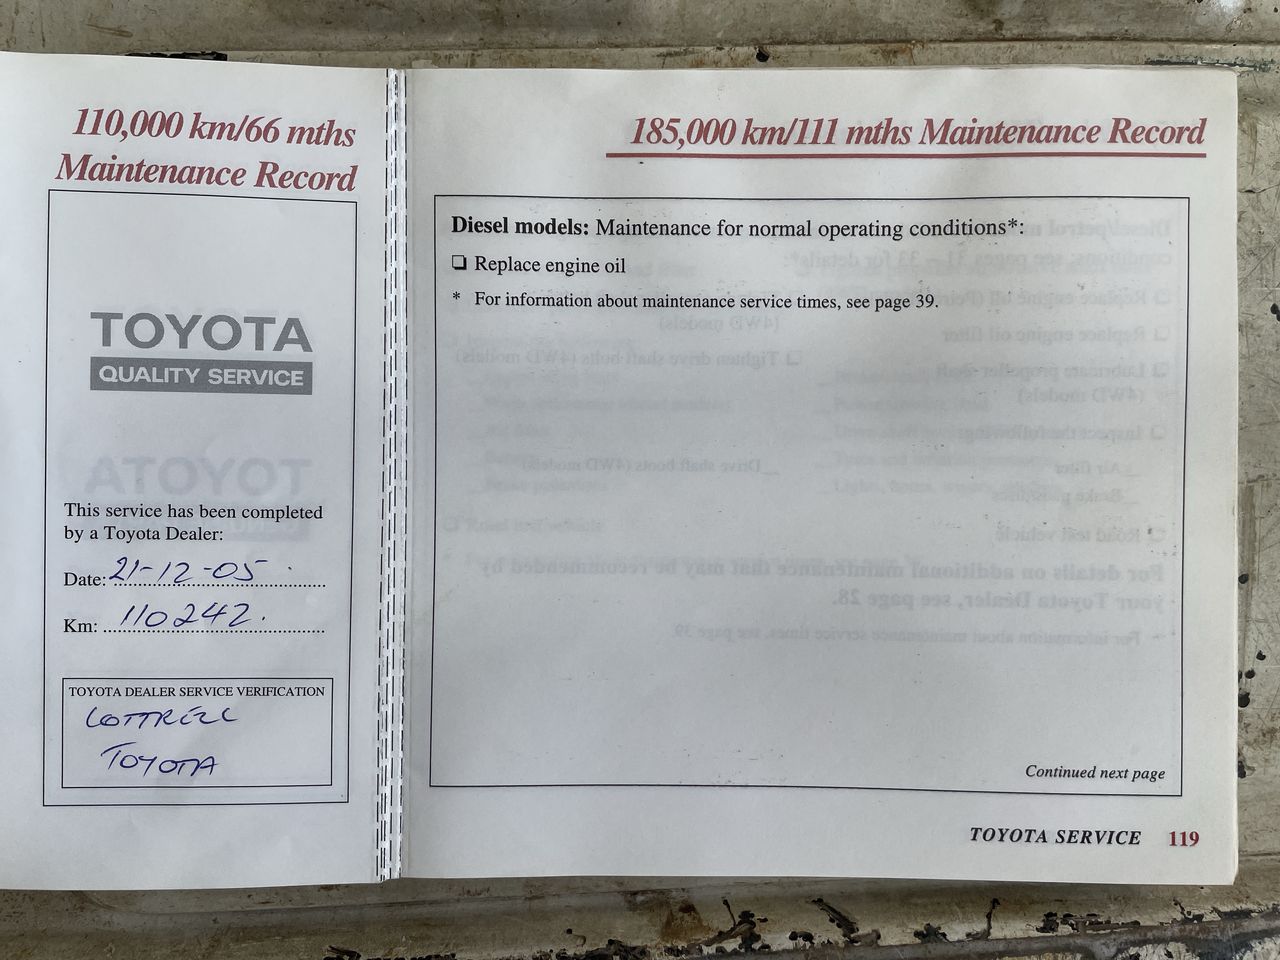 110,000 km/66 mths
Maintenance Record
TOYOTA
QUALITY SERVICE
This service has been completed
by a Toyota Dealer:
Date: 21-12-05
Km: 110242.
TOYOTA DEALER SERVICE VERIFICATION
COTTRELL
TOYOTA
185,000 km/111 mths Maintenance Record
Diesel models: Maintenance for normal operating conditions*:
❑ Replace engine oil
* For information about maintenance service times, see page 39.
Continued next page
TOYOTA SERVICE 119